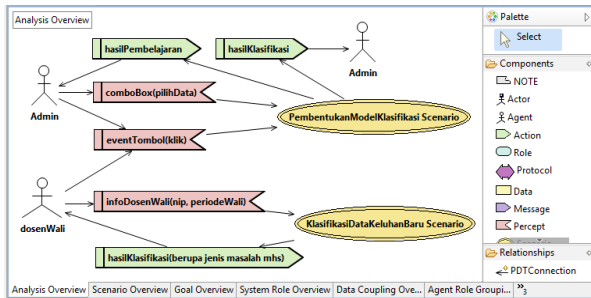 Analysis Overview
hasilPembelajaran
hasilKlasifikasi
Admin
Admin
comboBox(pilihData)
PembentukanModelKlasifikasi Scenario
eventTombol(klik)
dosenWali
infoDosenWali(nip, periodeWali)
KlasifikasiDataKeluhanBaru Scenario
hasilKlasifikasi(berupa jenis masalah mhs)
Palette
Select
Components
NOTE
Actor
Agent
Action
Role
Protocol
Data
Message
Percept
Relationships
PDTConnection
Analysis Overview
Scenario Overview
Goal Overview
System Role Overview
Data Coupling Ove...
Agent Role Groupi...
»3